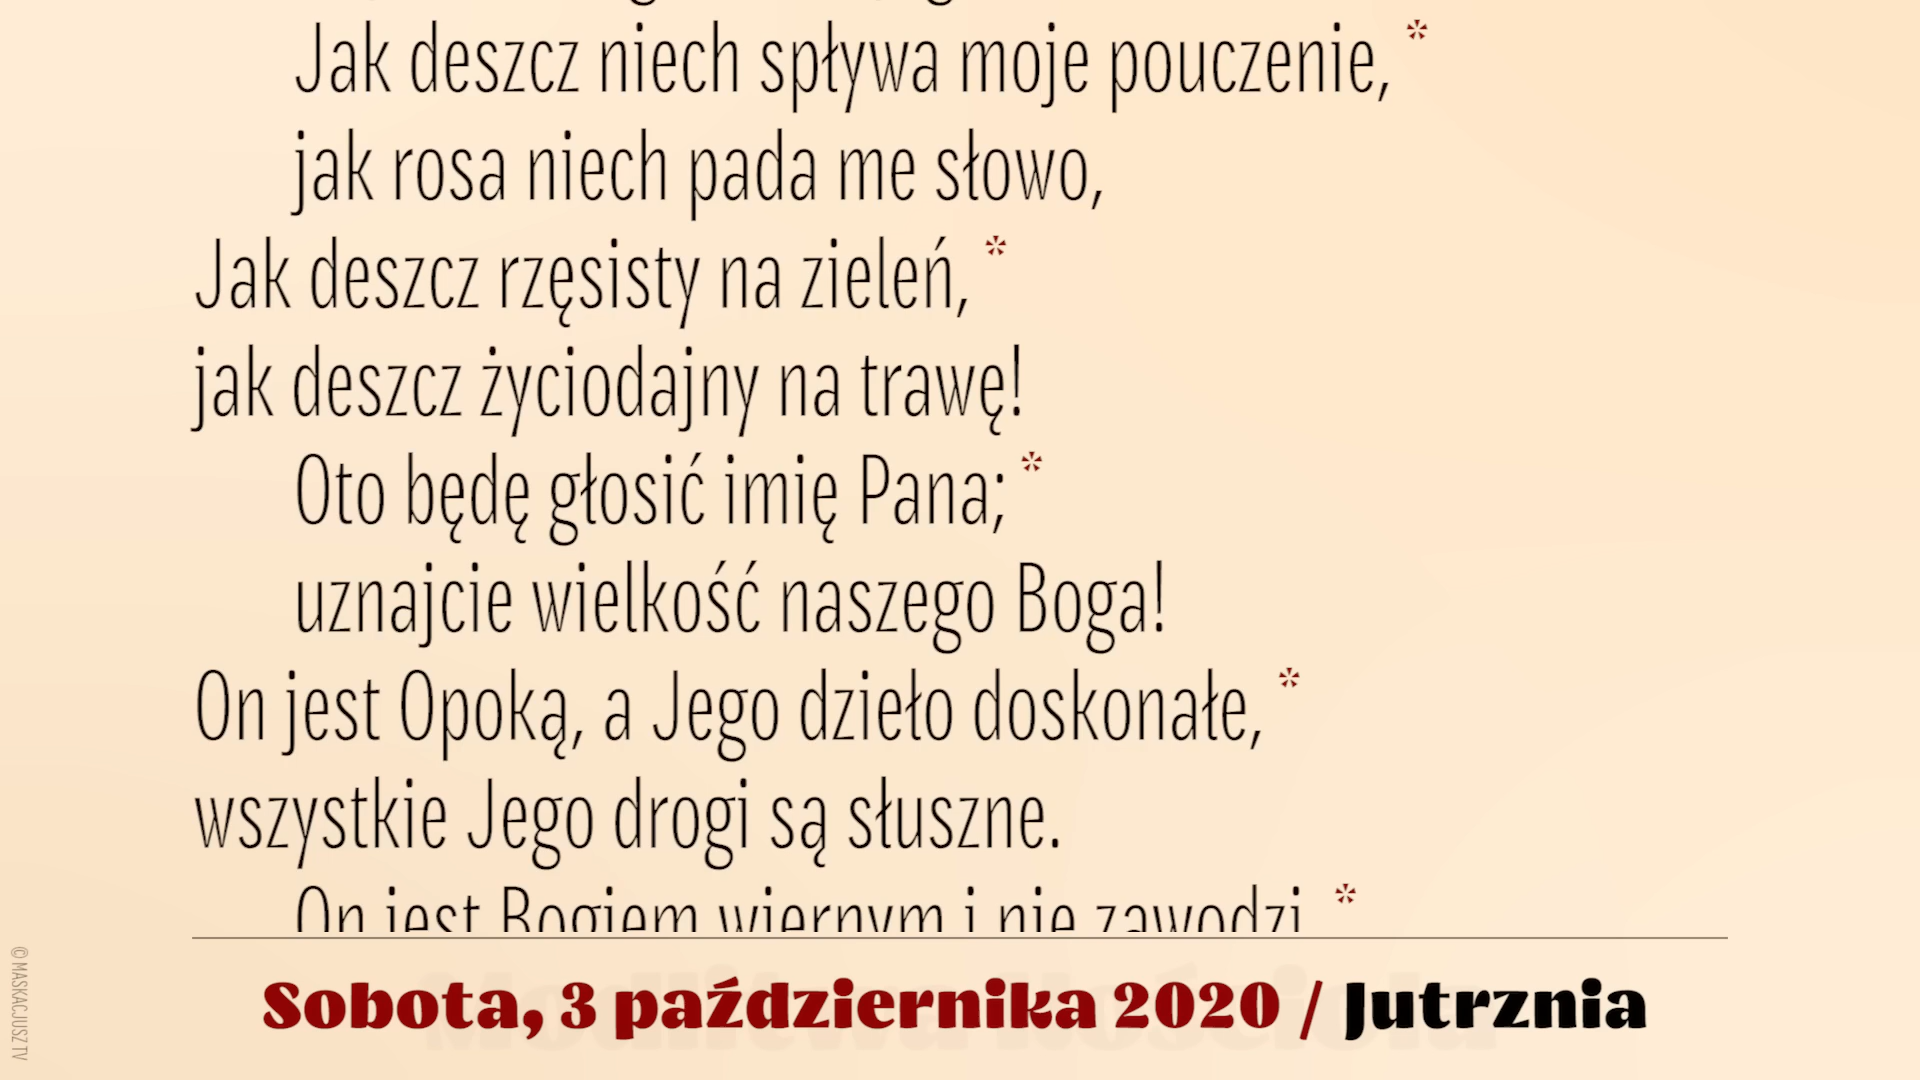 Jak deszcz niech spływa moje pouczenie, *
jak rosa niech pada me słowo,
Jak deszcz rzęsisty na zieleń, *
jak deszcz życiodajny na trawę!
Oto będę głosić imię Pana; *
uznajcie wielkość naszego Boga!
On jest Opoką, a Jego dzieło doskonałe, *
wszystkie Jego drogi są słuszne.
On jest Bogiem wiernym i nie zawodzi, *
Sobota, 3 października 2020 / Jutrznia
© MASKACJUSZ TV